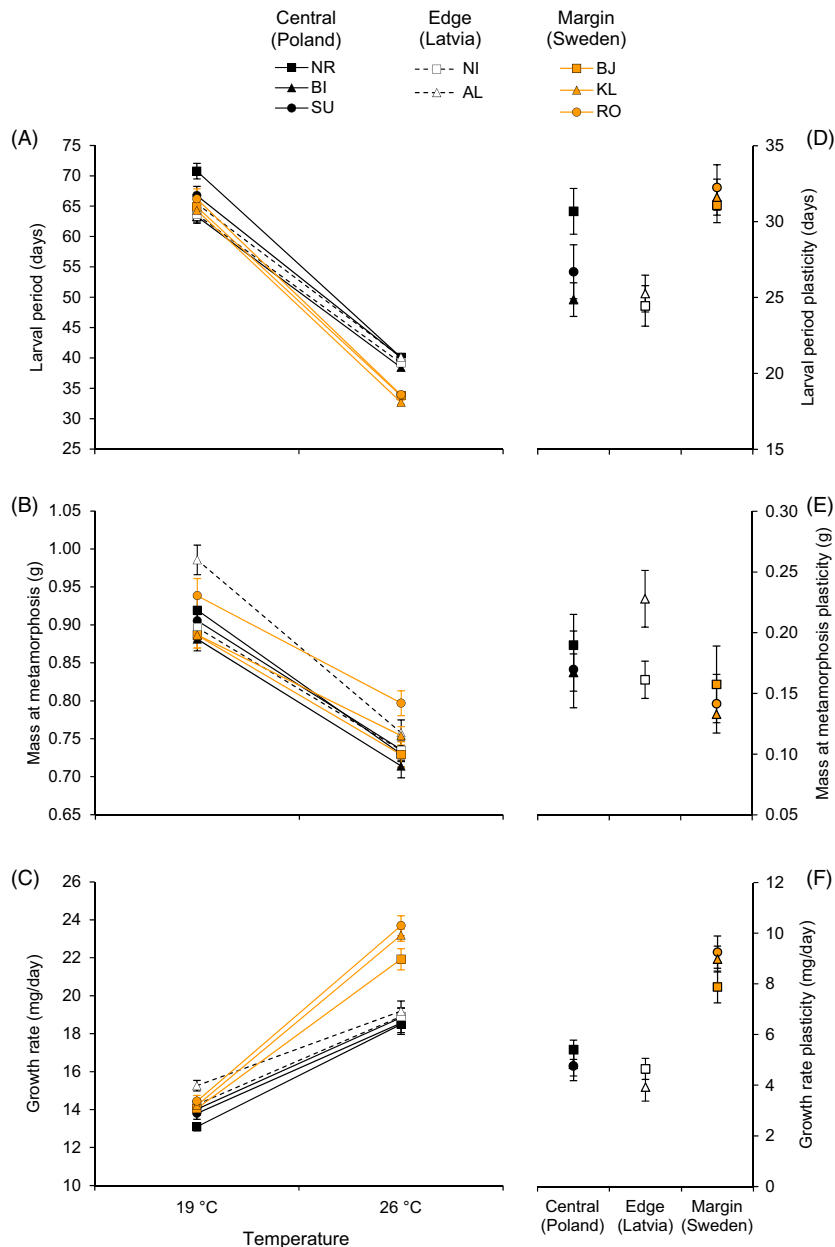 Central
(Poland)
Edge
(Latvia)
Margin
(Sweden)
NR
BI
SU
NI
AL
BJ
KL
RO
(A)
75
70
65
60
55
50
45
40
35
30
25
Larval period (days)
(D)
35
30
25
20
15
Larval period plasticity (days)
(B)
1.05
1.00
0.95
0.90
0.85
0.80
0.75
0.70
0.65
Mass at metamorphosis (g)
(E)
0.30
0.25
0.20
0.15
0.10
0.05
Mass at metamorphosis plasticity (g)
(C)
26
24
22
20
18
16
14
12
10
Growth rate (mg/day)
19 °C
26 °C
Temperature
(F)
12
10
8
6
4
2
0
Growth rate plasticity (mg/day)
Central
(Poland)
Edge
(Latvia)
Margin
(Sweden)